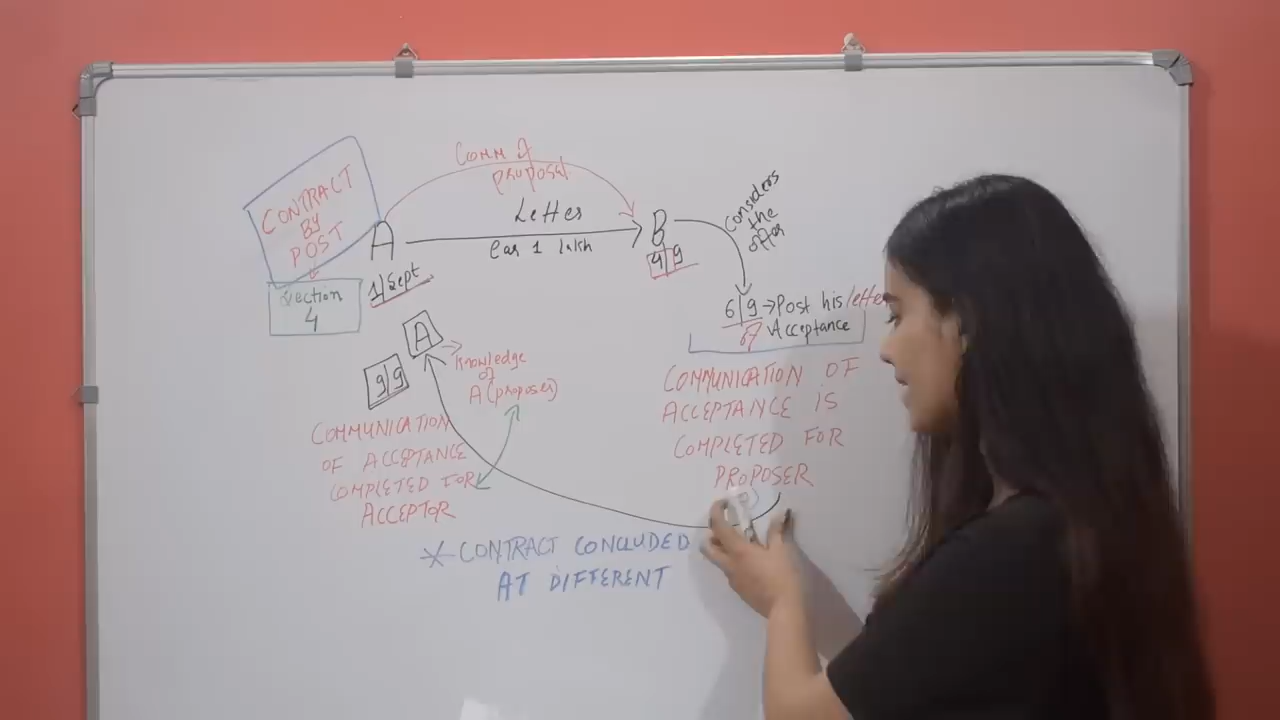 CONTRACT
BY
POST
Section
4
A
1/Sept
Comm
proposal
Letter
Car 1 lakh
B
4/9
Considers
the
offer
6/9 → Post his letter
of Acceptance
COMMUNICATION OF
ACCEPTANCE IS
COMPLETED FOR
PROPOSER
A
9/9
Knowledge
of
A (proposer)
COMMUNICATION
OF ACCEPTANCE
COMPLETED FOR
ACCEPTOR
* CONTRACT CONCLUDED
AT DIFFERENT